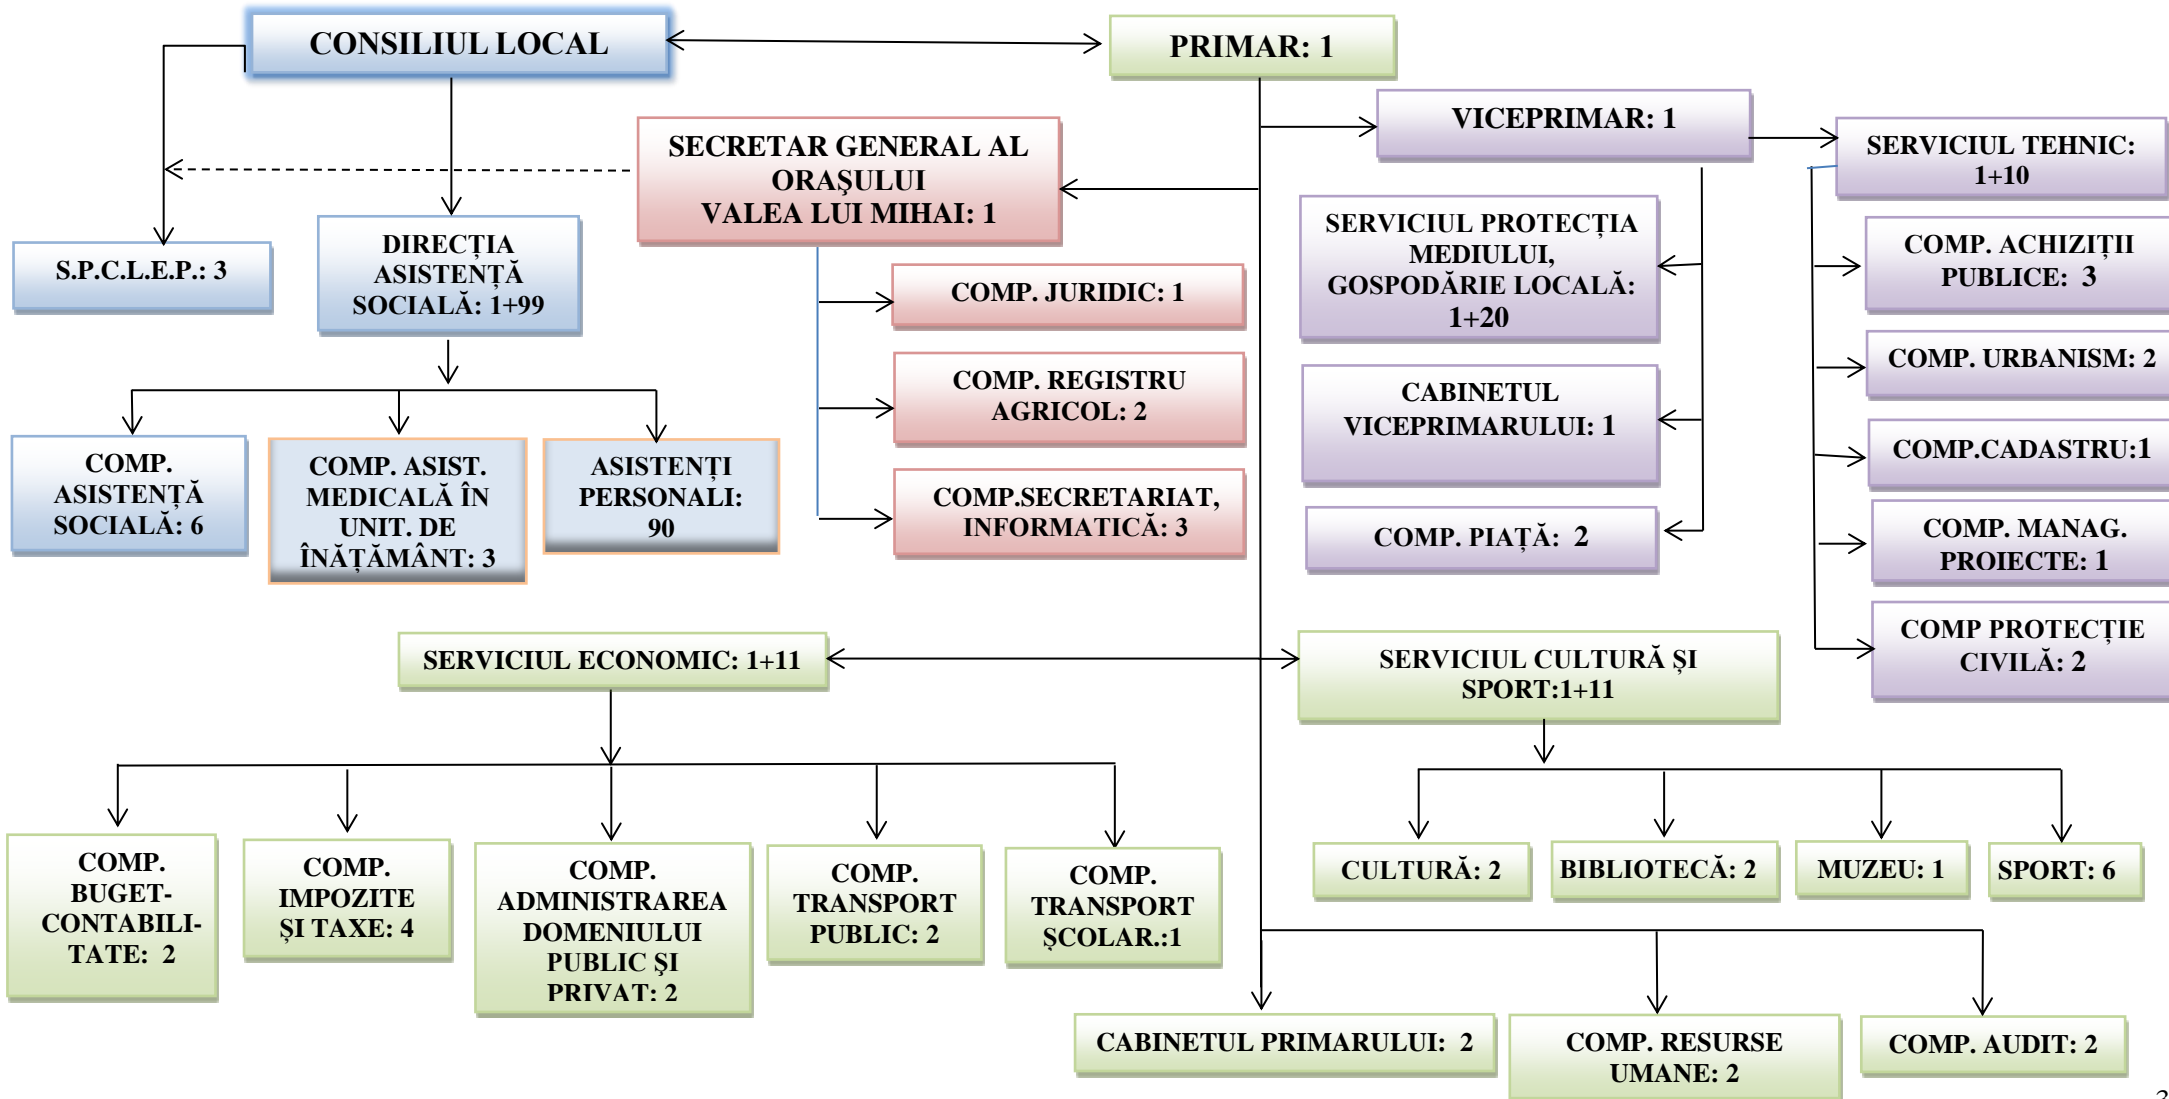 CONSILIUL LOCAL
PRIMAR: 1
VICEPRIMAR: 1
SERVICIUL TEHNIC:
1+10
SECRETAR GENERAL AL
ORAŞULUI
VALEA LUI MIHAI: 1
S.P.C.L.E.P.: 3
DIRECȚIA
ASISTENȚĂ
SOCIALĂ: 1+99
COMP. JURIDIC: 1
COMP. REGISTRU
AGRICOL: 2
COMP.SECRETARIAT,
INFORMATICĂ: 3
SERVICIUL PROTECȚIA
MEDIULUI,
GOSPODĂRIE LOCALĂ:
1+20
CABINETUL
VICEPRIMARULUI: 1
COMP. PIAȚĂ: 2
COMP. ACHIZIȚII
PUBLICE: 3
COMP. URBANISM: 2
COMP.CADASTRU:1
COMP. MANAG.
PROIECTE: 1
COMP PROTECȚIE
CIVILĂ: 2
COMP.
ASISTENȚĂ
SOCIALĂ: 6
COMP. ASIST.
MEDICALĂ ÎN
UNIT. DE
ÎNĂȚĂMÂNT: 3
ASISTENȚI
PERSONALI:
90
SERVICIUL ECONOMIC: 1+11
SERVICIUL CULTURĂ ȘI
SPORT:1+11
COMP.
BUGET-
CONTABILI-
TATE: 2
COMP.
IMPOZITE
ȘI TAXE: 4
COMP.
ADMINISTRAREA
DOMENIULUI
PUBLIC ŞI
PRIVAT: 2
COMP.
TRANSPORT
PUBLIC: 2
COMP.
TRANSPORT
ȘCOLAR.:1
CULTURĂ: 2
BIBLIOTECĂ: 2
MUZEU: 1
SPORT: 6
CABINETUL PRIMARULUI: 2
COMP. RESURSE
UMANE: 2
COMP. AUDIT: 2